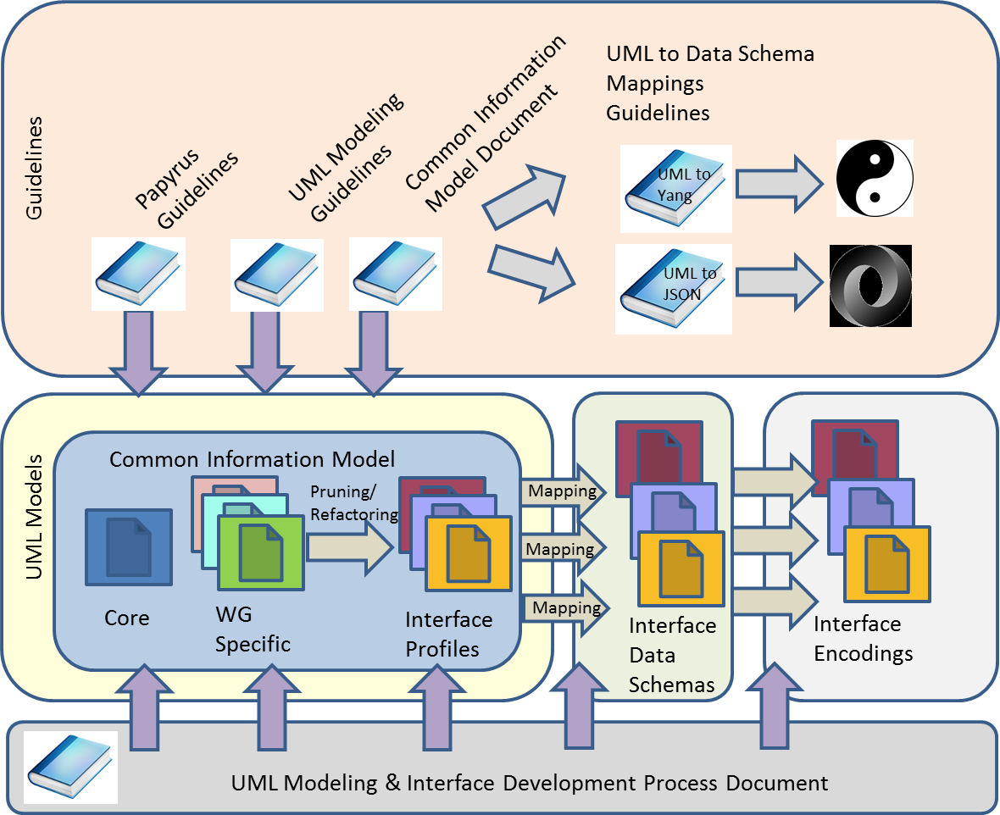 Guidelines
Papyrus
Guidelines
UML Modeling
Guidelines
Common Information
Model Document
UML to Data Schema
Mappings
Guidelines
UML to
Yang
UML to
JSON
UML Models
Common Information Model
Pruning/
Refactoring
Core
WG
Specific
Interface
Profiles
Mapping
Mapping
Mapping
Interface
Data
Schemas
Interface
Encodings
UML Modeling & Interface Development Process Document